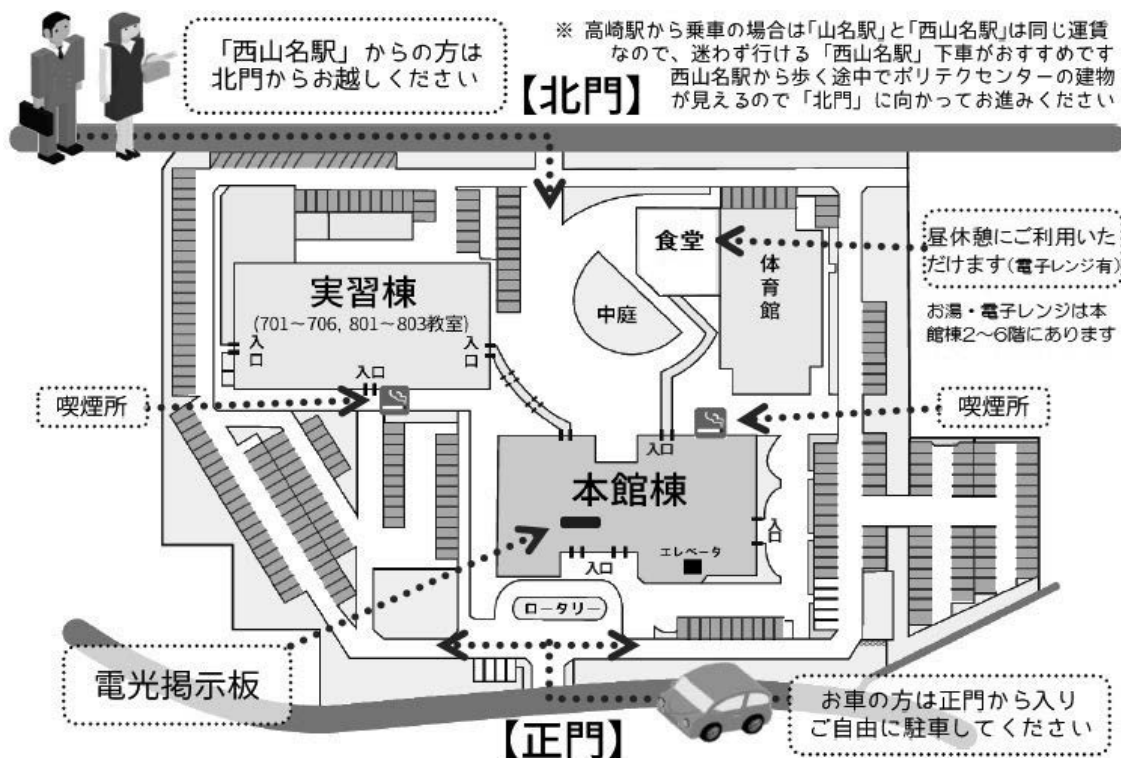 「西山名駅」からの方は
北門からお越しください
※ 高崎駅から乗車の場合は「山名駅」と「西山名駅」は同じ運賃
なので、迷わず行ける「西山名駅」下車がおすすめです
西山名駅から歩く途中でポリテクセンターの建物
が見えるので「北門」に向かってお進みください
【北門】
食堂
体育館
昼休憩にご利用いた
だけます(電子レンジ有)
お湯・電子レンジは本
館棟2～6階にあります
実習棟
(701～706, 801～803教室)
中庭
入口
入口
入口
喫煙所
喫煙所
入口
本館棟
入口
エレベータ
入口
ロータリー
電光掲示板
お車の方は正門から入り
ご自由に駐車してください
【正門】